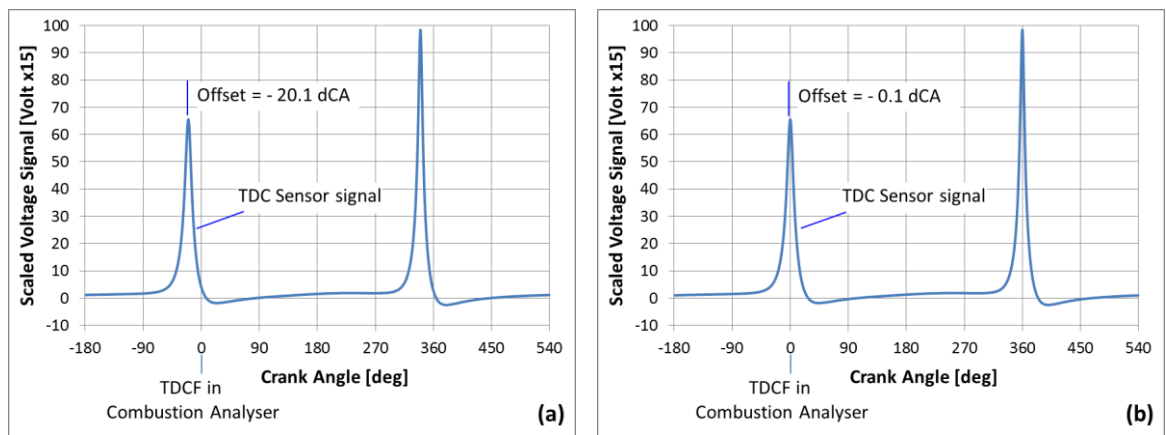 Scaled Voltage Signal [Volt x15]
100
90
80
70
60
50
40
30
20
10
0
-10
Offset = - 20.1 dCA
TDC Sensor signal
-180 -90 0 90 180 270 360 450 540
Crank Angle [deg]
TDCF in
Combustion Analyser
(a)
Scaled Voltage Signal [Volt x15]
100
90
80
70
60
50
40
30
20
10
0
-10
Offset = - 0.1 dCA
TDC Sensor signal
-180 -90 0 90 180 270 360 450 540
Crank Angle [deg]
TDCF in
Combustion Analyser
(b)